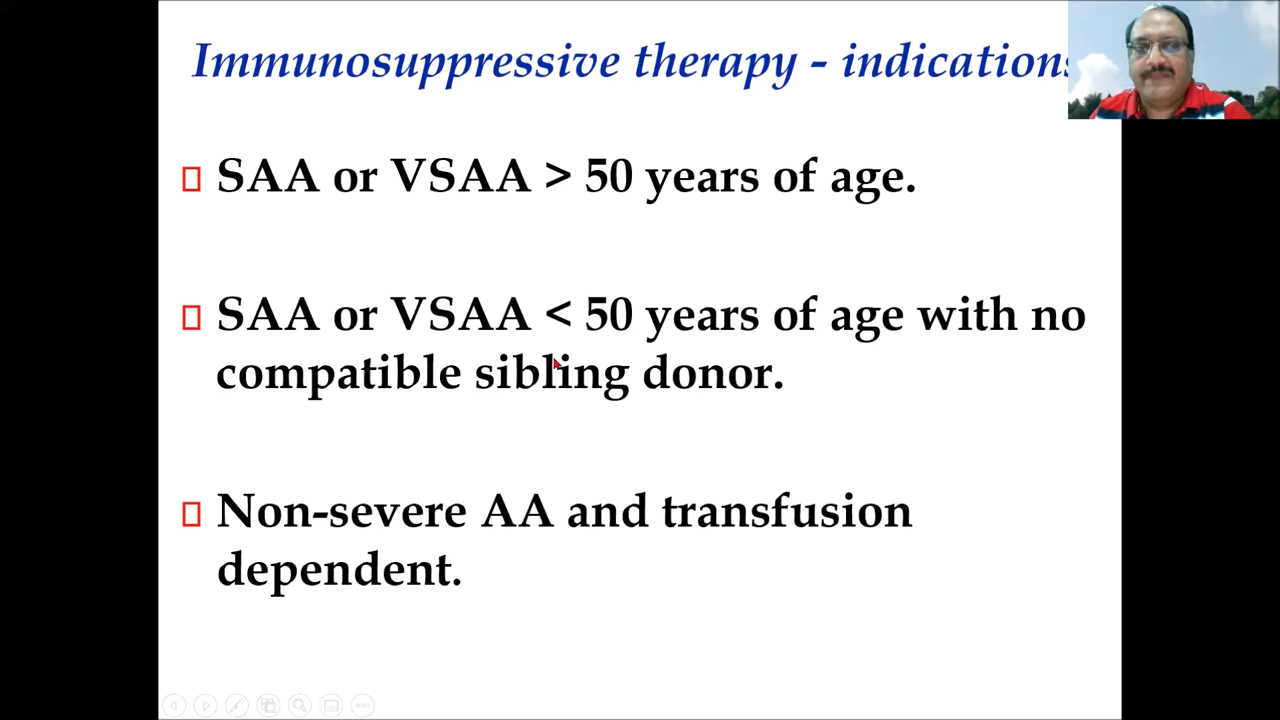 Immunosuppressive therapy - indications
SAA or VSAA > 50 years of age.
SAA or VSAA < 50 years of age with no
compatible sibling donor.
Non-severe AA and transfusion
dependent.